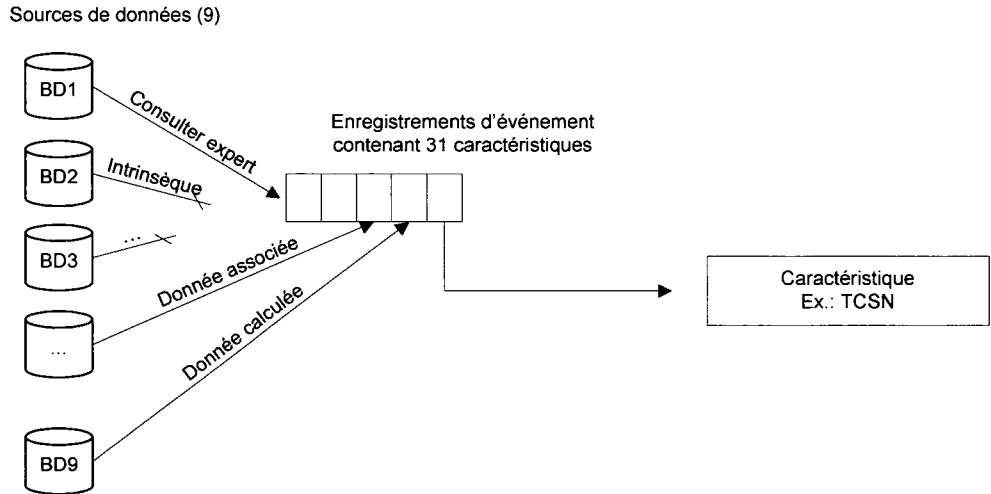 Sources de données (9)
BD1
Consulter expert
Enregistrements d'événement
contenant 31 caractéristiques
BD2
Intrinsèque
BD3
...
Donnée associée
Caractéristique
Ex.: TCSN
...
Donnée calculée
BD9